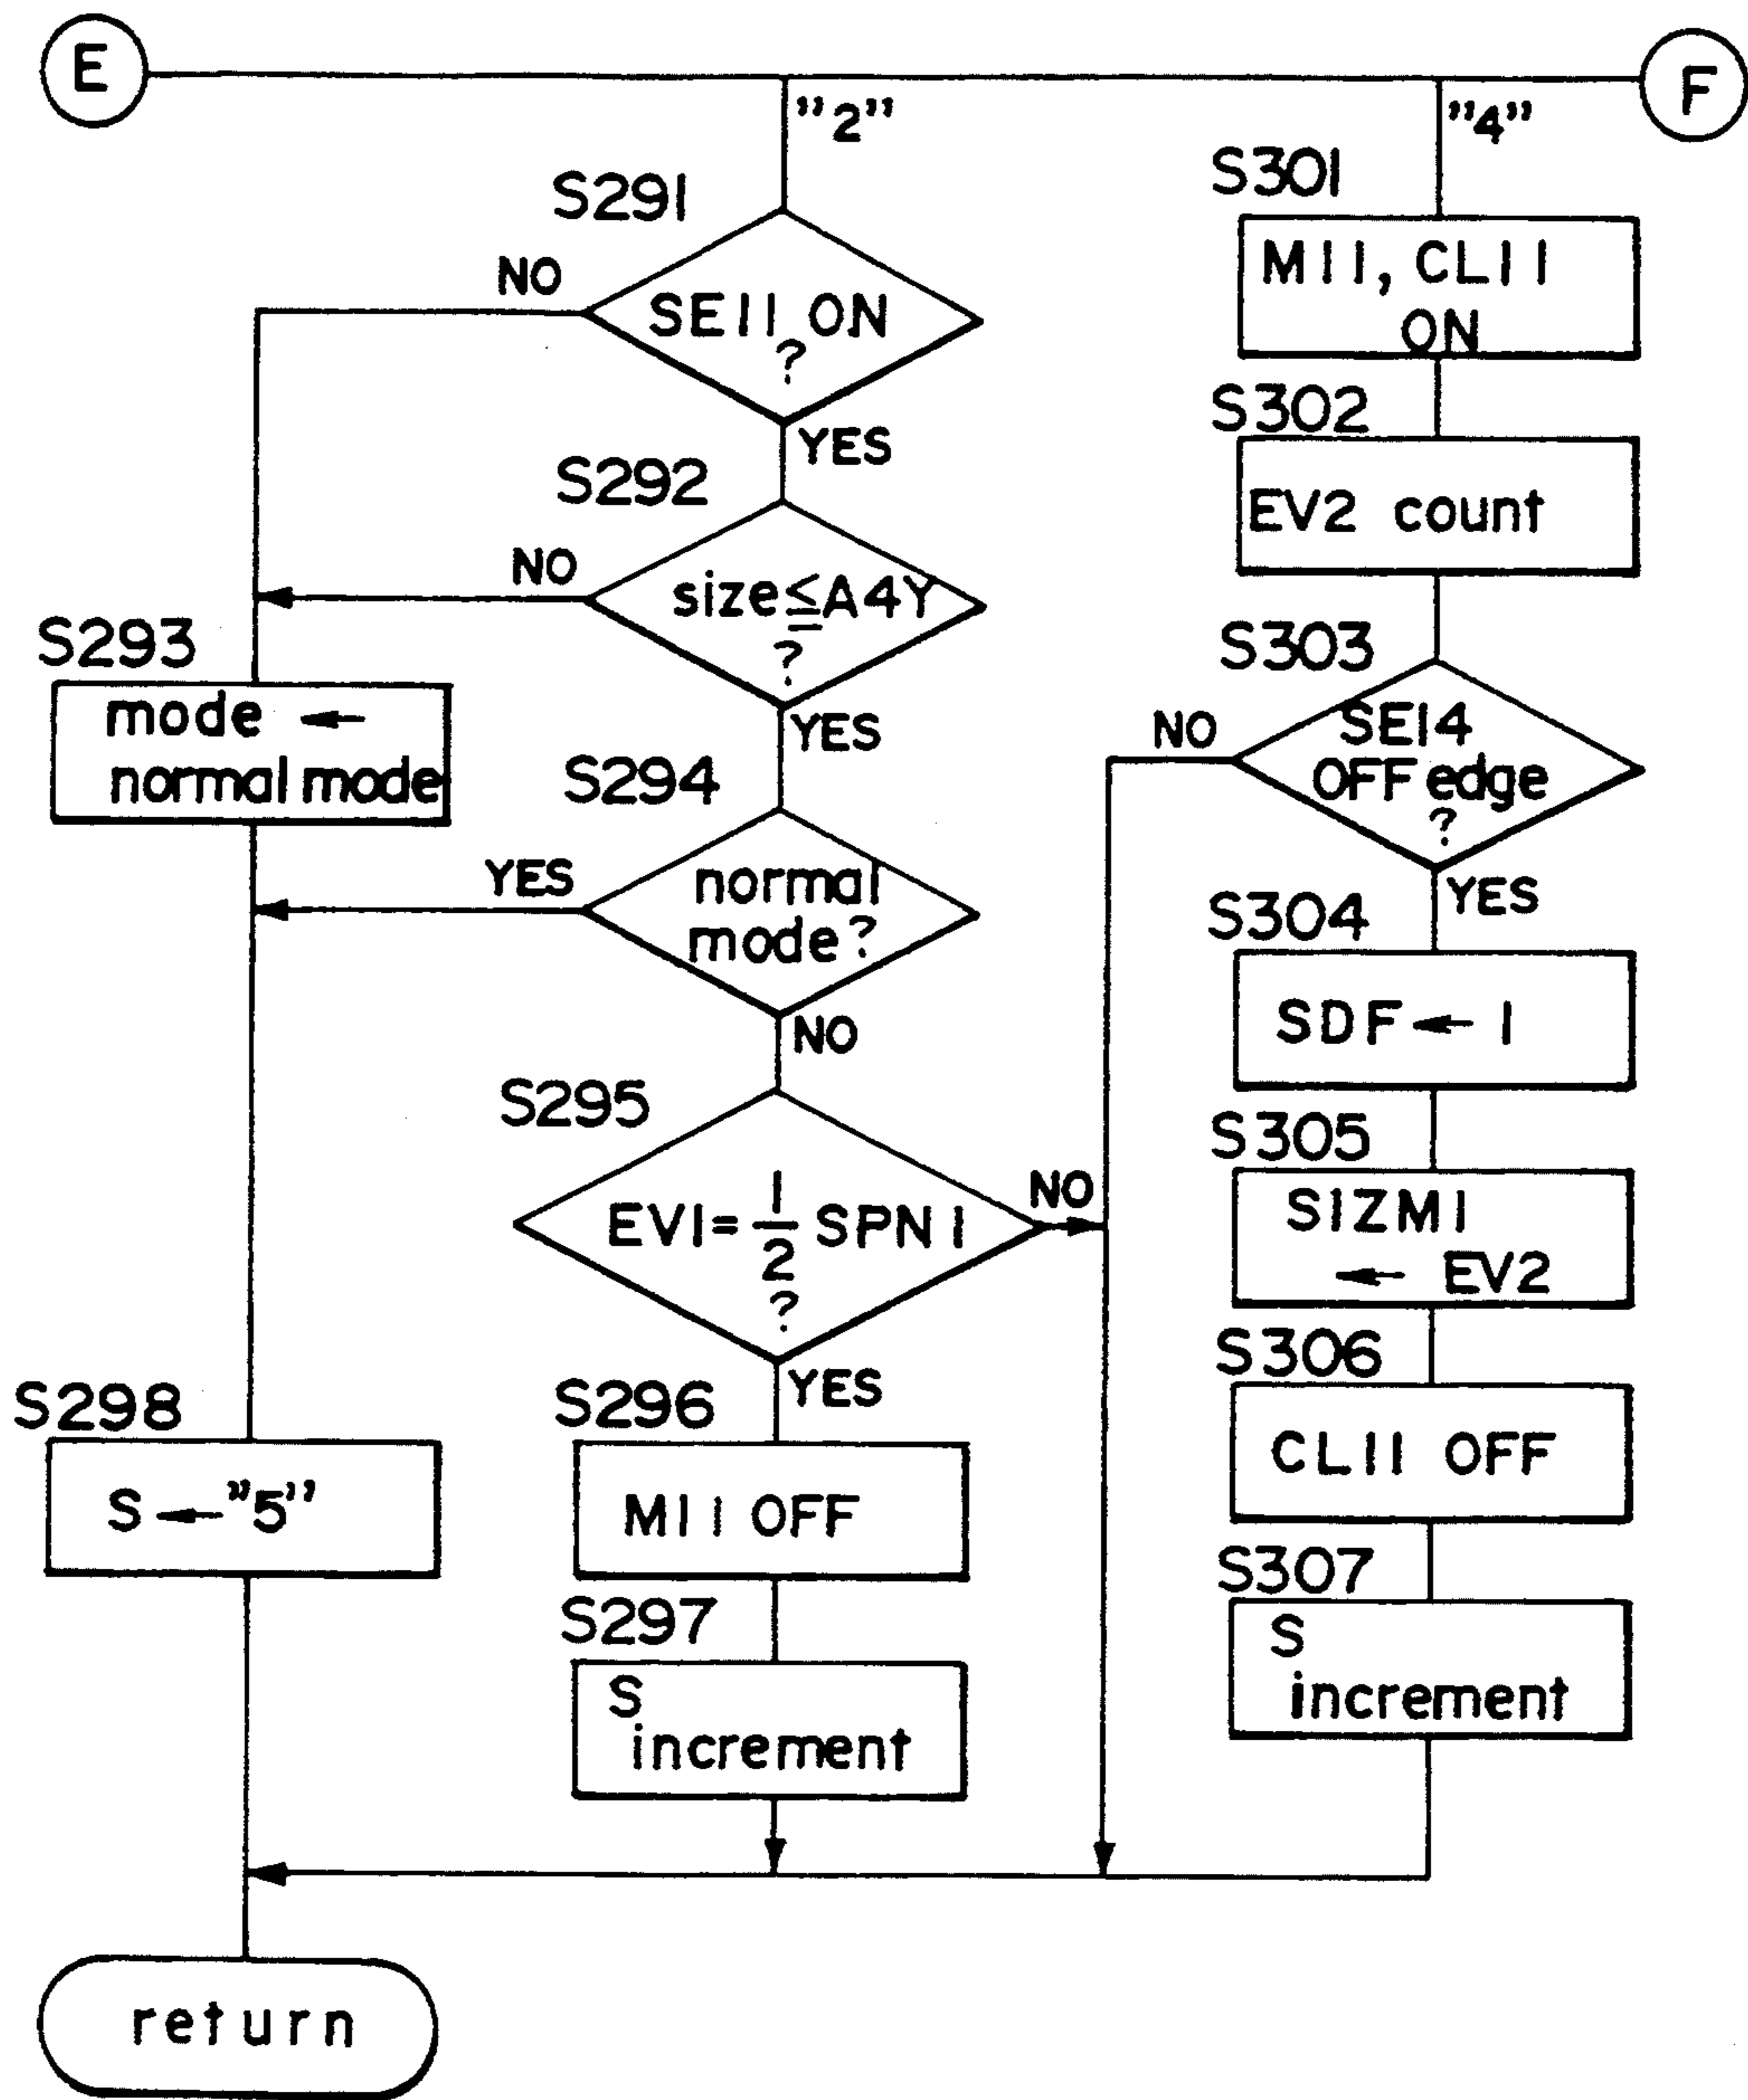 E
F
"2"
"4"
S291
NO
SE11 ON
?
YES
S292
NO
size≦A4Y
?
YES
S293
mode ←
normal mode
S294
YES
normal
mode?
NO
S295
EV1=1/2 SPN1
?
NO
YES
S296
M11 OFF
S297
S
increment
S298
S←"5"
return
S301
M11, CL11
ON
S302
EV2 count
S303
NO
SE14
OFF edge
?
YES
S304
SDF←1
S305
SIZM1
← EV2
S306
CL11 OFF
S307
S
increment